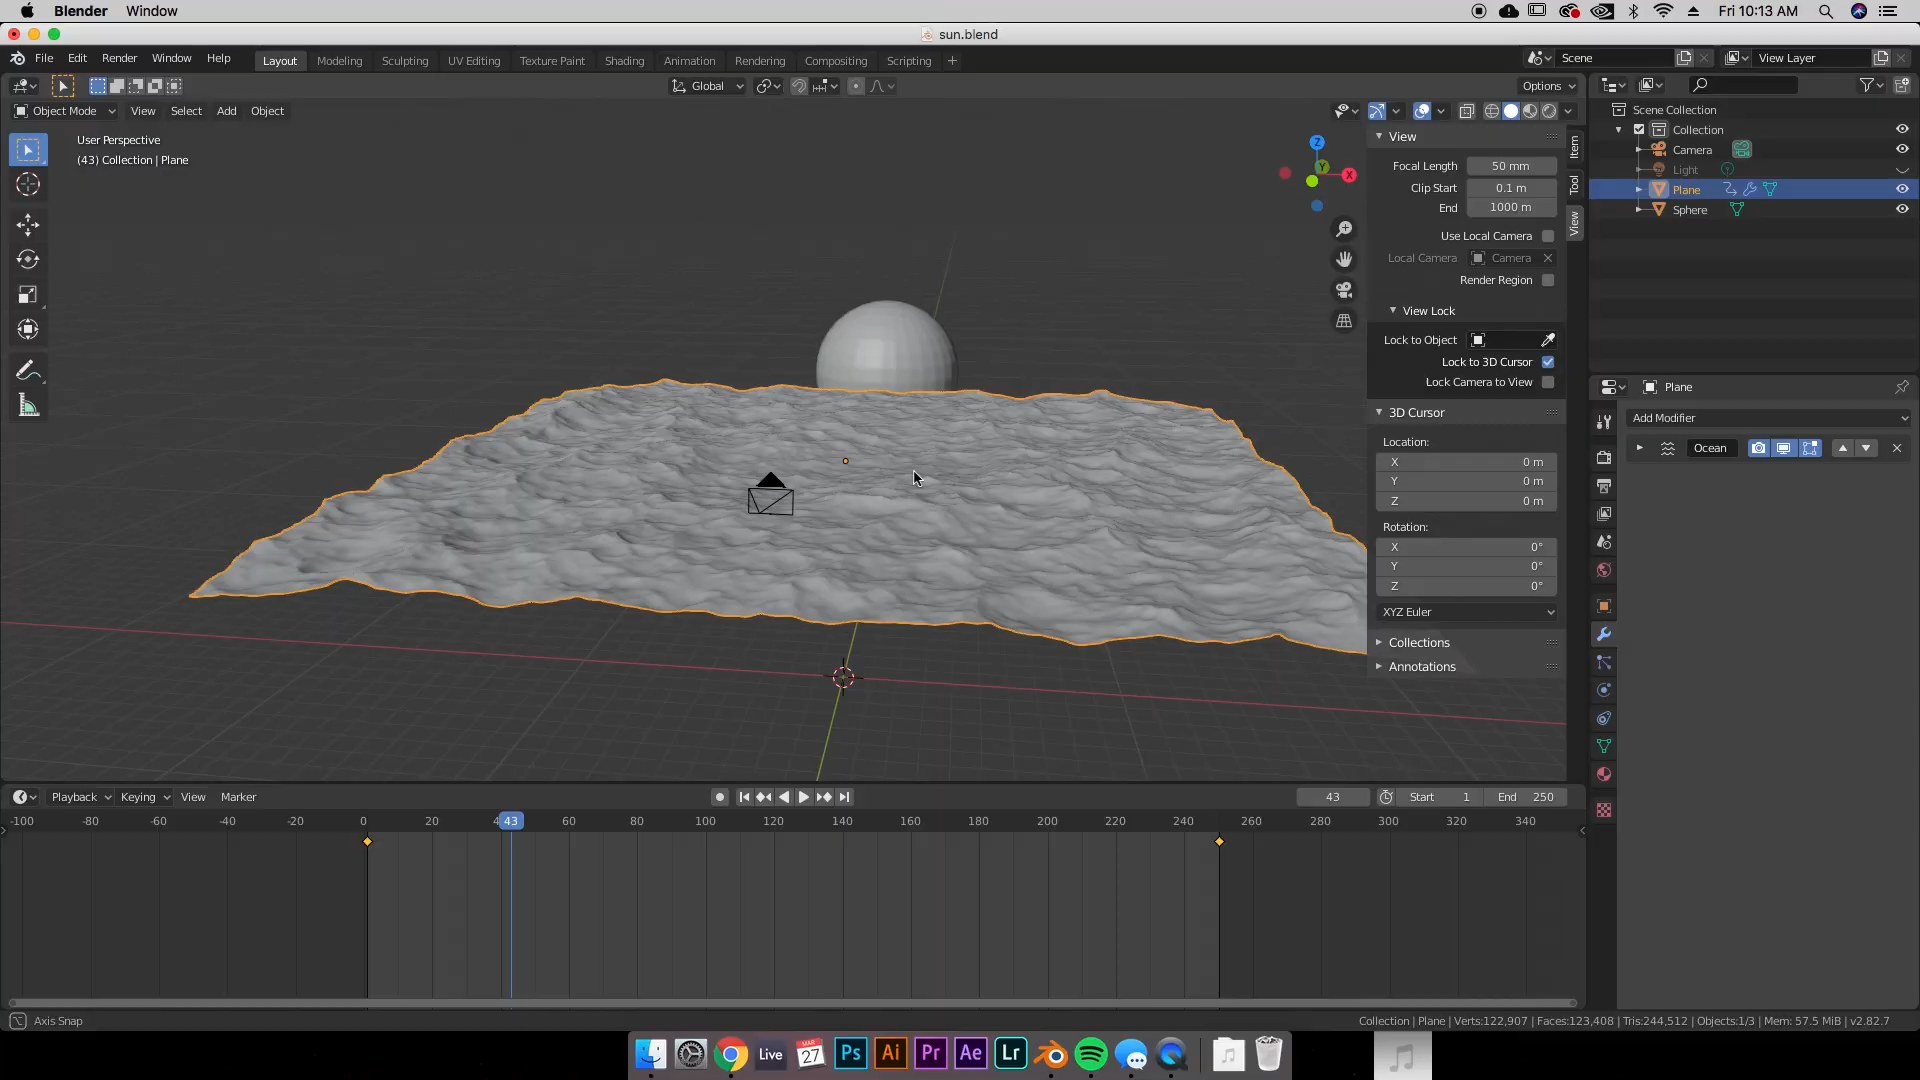 Blender Window Fri 10:13 AM
sun.blend
File Edit Render Window Help Layout Modeling Sculpting UV Editing Texture Paint Shading Animation Rendering Compositing Scripting + Scene View Layer
Global Options
Object Mode View Select Add Object
User Perspective
(43) Collection | Plane
Z
Y
X
View
Focal Length 50 mm
Clip Start 0.1 m
End 1000 m
Use Local Camera
Local Camera Camera
Render Region
View Lock
Lock to Object
Lock to 3D Cursor
Lock Camera to View
3D Cursor
Location:
X 0 m
Y 0 m
Z 0 m
Rotation:
X 0°
Y 0°
Z 0°
XYZ Euler
Collections
Annotations
Item
Tool
View
Scene Collection
Collection
Camera
Light
Plane
Sphere
Plane
Add Modifier
Ocean
Playback Keying View Marker 43 Start 1 End 250
-100 -80 -60 -40 -20 0 20 4 43 60 80 100 120 140 160 180 200 220 240 260 280 300 320 340
Axis Snap
Collection | Plane | Verts:122,907 | Faces:123,408 | Tris:244,512 | Objects:1/3 | Mem: 57.5 MiB | v2.82.7
Live MAR 27 Ps Ai Pr Ae Lr